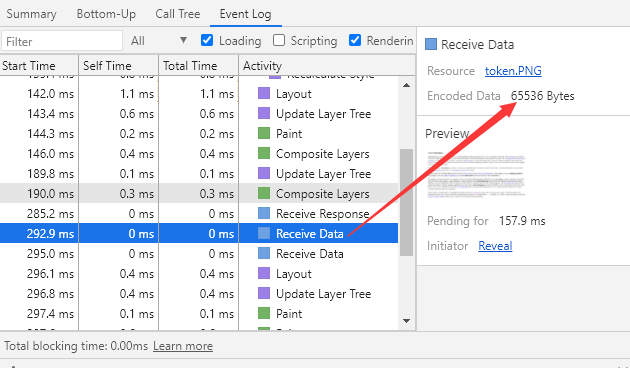 Summary Bottom-Up Call Tree Event Log
Filter All Loading Scripting Renderin
Start Time Self Time Total Time Activity
Recalculate Style
142.0 ms 1.1 ms 1.1 ms Layout
143.4 ms 0.6 ms 0.6 ms Update Layer Tree
144.3 ms 0.2 ms 0.2 ms Paint
146.0 ms 0.4 ms 0.4 ms Composite Layers
189.8 ms 0.1 ms 0.1 ms Update Layer Tree
190.0 ms 0.3 ms 0.3 ms Composite Layers
285.2 ms 0 ms 0 ms Receive Response
292.9 ms 0 ms 0 ms Receive Data
295.0 ms 0 ms 0 ms Receive Data
296.1 ms 0.4 ms 0.4 ms Layout
296.8 ms 0.4 ms 0.4 ms Update Layer Tree
297.4 ms 0.1 ms 0.1 ms Paint
Receive Data
Resource token.PNG
Encoded Data 65536 Bytes
Preview
Pending for 157.9 ms
Initiator Reveal
Total blocking time: 0.00ms Learn more